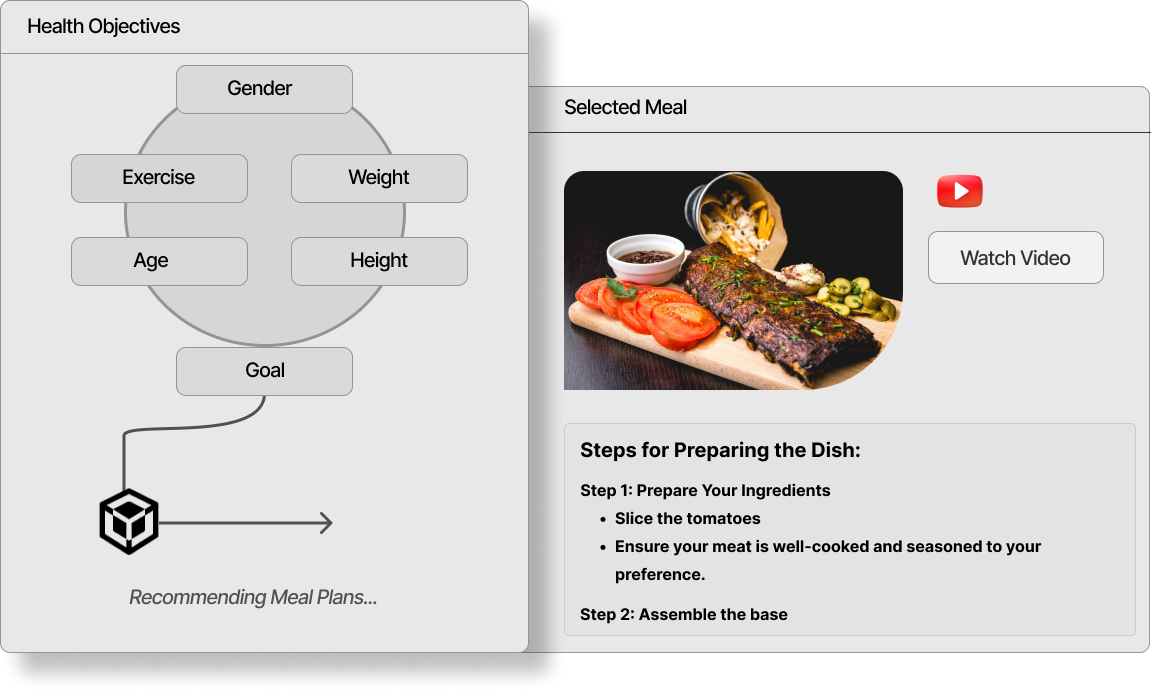 Health Objectives
Gender
Exercise
Weight
Age
Height
Goal
Recommending Meal Plans...
Selected Meal
Watch Video
Steps for Preparing the Dish:
Step 1: Prepare Your Ingredients
• Slice the tomatoes
• Ensure your meat is well-cooked and seasoned to your
preference.
Step 2: Assemble the base